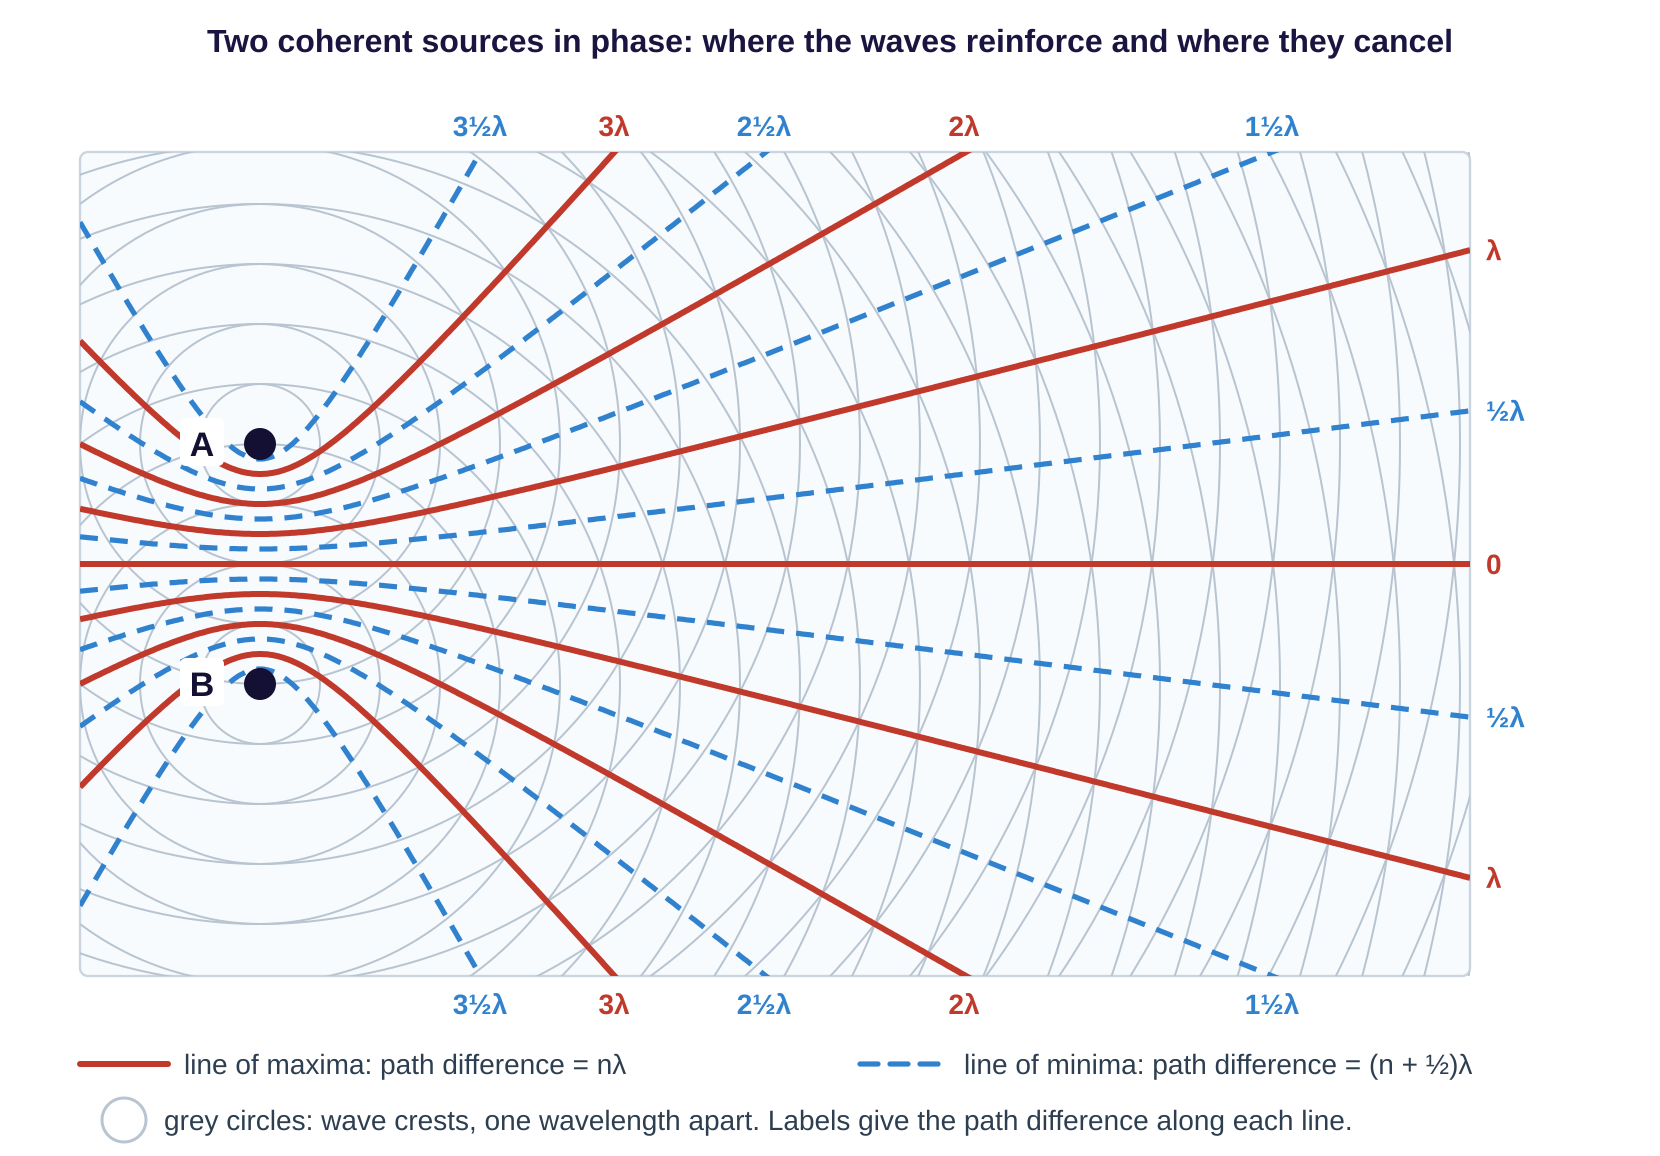 Two coherent sources in phase: where the waves reinforce and where they cancel
3½λ 3λ 2½λ 2λ 1½λ
λ
½λ
A
0
B
½λ
λ
3½λ 3λ 2½λ 2λ 1½λ
line of maxima: path difference = nλ
line of minima: path difference = (n + ½)λ
grey circles: wave crests, one wavelength apart. Labels give the path difference along each line.